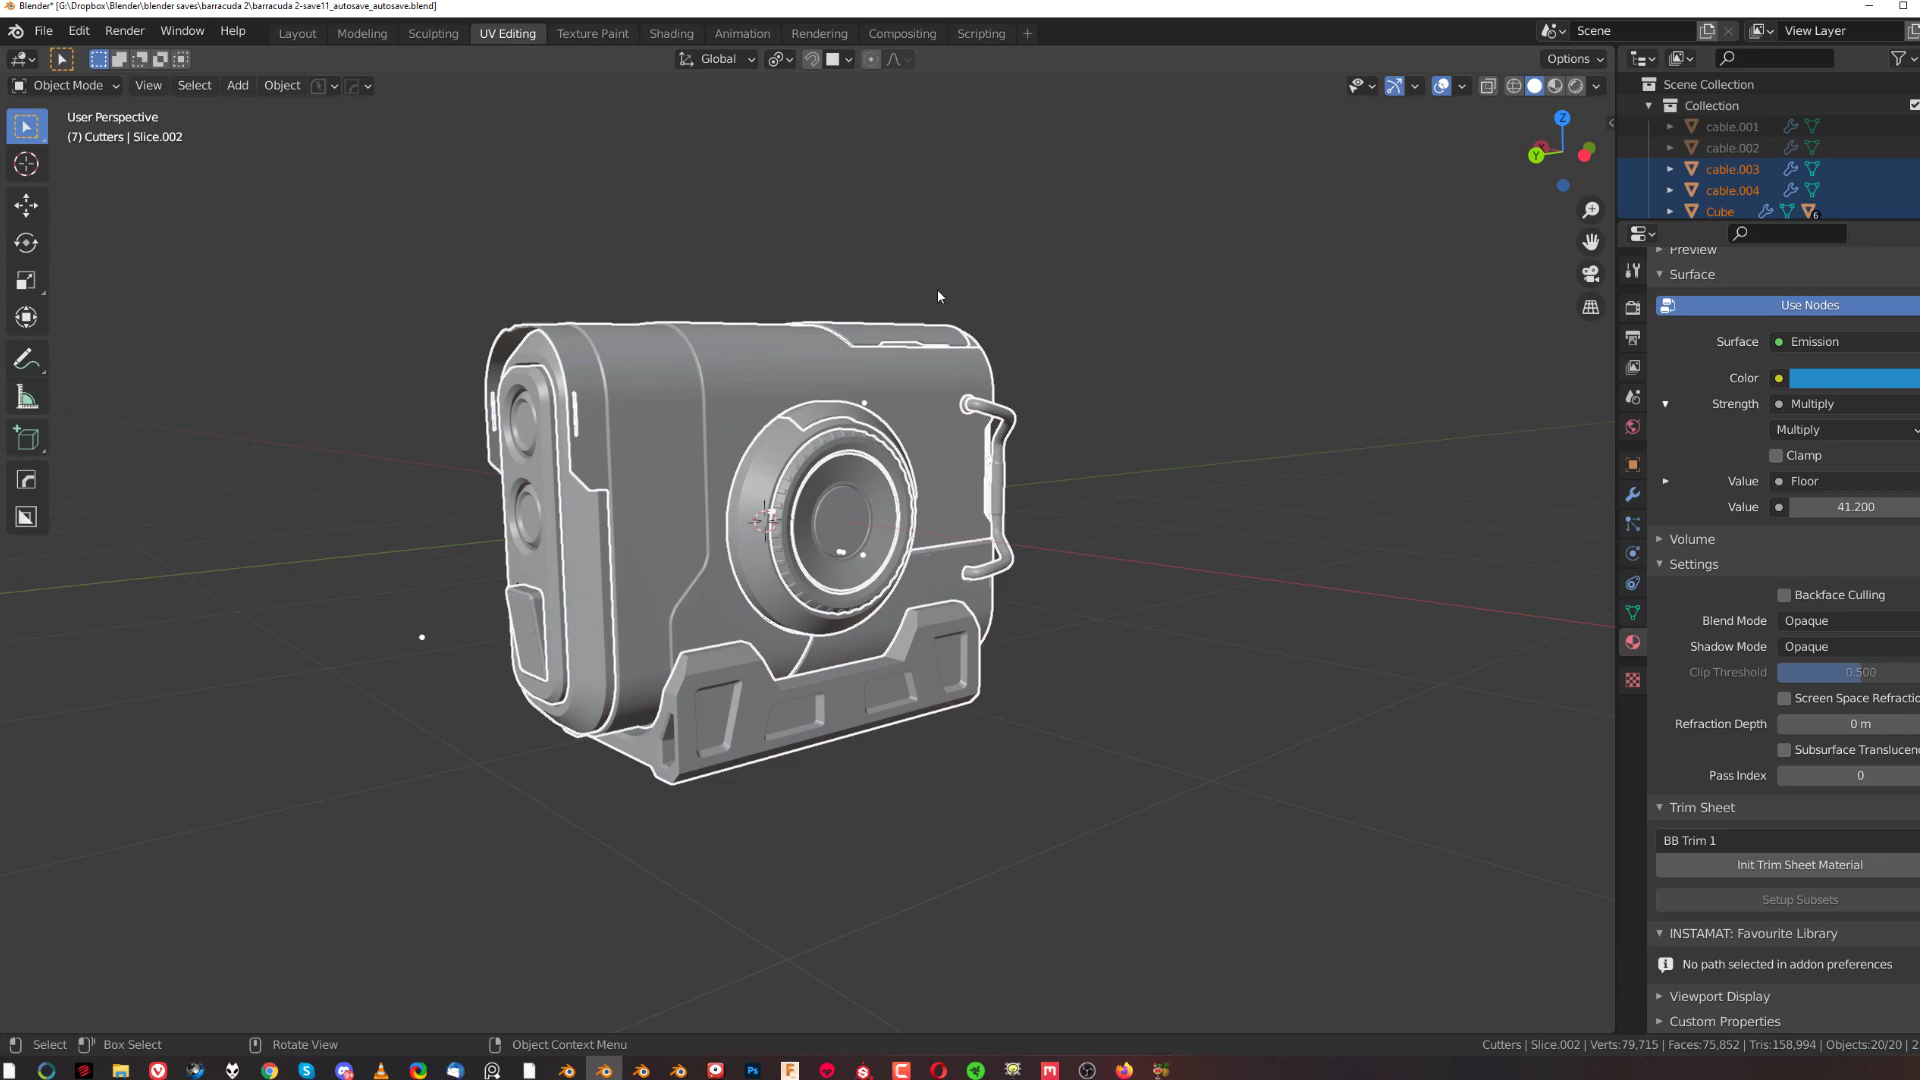 Blender* [G:\Dropbox\Blender\blender saves\barracuda 2\barracuda 2-save11_autosave_autosave.blend]
File Edit Render Window Help
Layout Modeling Sculpting UV Editing Texture Paint Shading Animation Rendering Compositing Scripting +
Scene
View Layer
Global
Options
Object Mode View Select Add Object
User Perspective
(7) Cutters | Slice.002
Z
Y
Scene Collection
Collection
cable.001
cable.002
cable.003
cable.004
Cube
6
Preview
Surface
Use Nodes
Surface Emission
Color
Strength Multiply
Multiply
Clamp
Value Floor
Value 41.200
Volume
Settings
Backface Culling
Blend Mode Opaque
Shadow Mode Opaque
Clip Threshold 0.500
Screen Space Refractio
Refraction Depth 0 m
Subsurface Translucenc
Pass Index 0
Trim Sheet
BB Trim 1
Init Trim Sheet Material
Setup Subsets
INSTAMAT: Favourite Library
No path selected in addon preferences
Viewport Display
Custom Properties
Select Box Select Rotate View Object Context Menu
Cutters | Slice.002 | Verts:79,715 | Faces:75,852 | Tris:158,994 | Objects:20/20 | 2